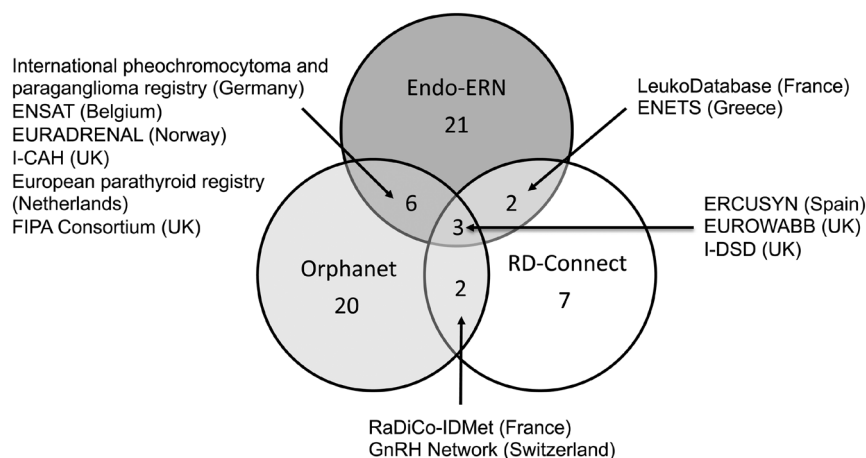 International pheochromocytoma and
paraganglioma registry (Germany)
ENSAT (Belgium)
EURADRENAL (Norway)
I-CAH (UK)
European parathyroid registry
(Netherlands)
FIPA Consortium (UK)
Endo-ERN
21
LeukoDatabase (France)
ENETS (Greece)
6
2
3
ERCUSYN (Spain)
EUROWABB (UK)
I-DSD (UK)
Orphanet
20
2
RD-Connect
7
RaDiCo-IDMet (France)
GnRH Network (Switzerland)